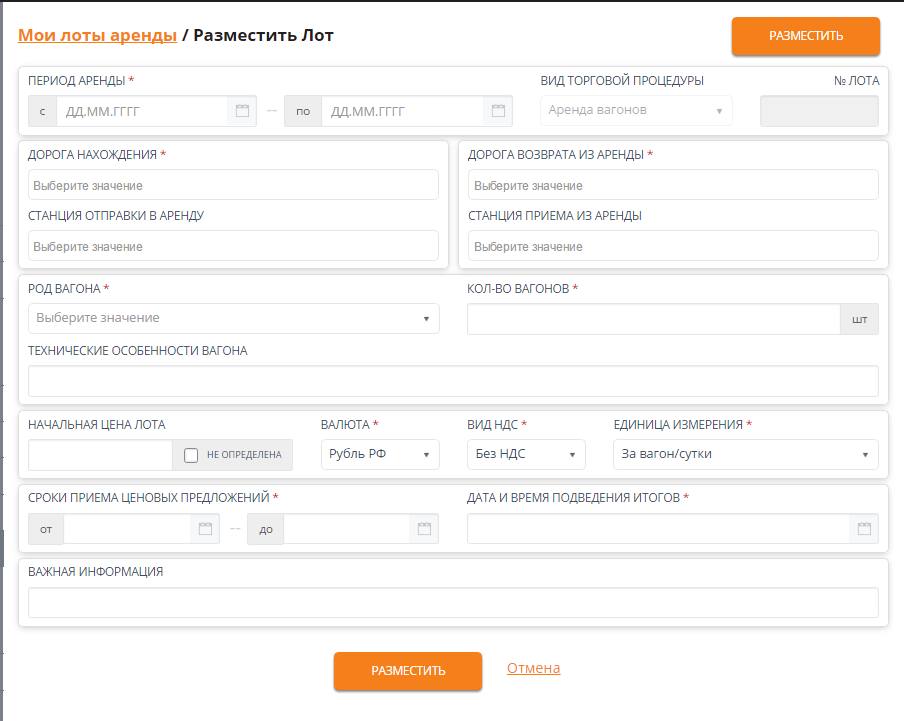 Мои лоты аренды / Разместить Лот
РАЗМЕСТИТЬ
ПЕРИОД АРЕНДЫ *
ВИД ТОРГОВОЙ ПРОЦЕДУРЫ
№ ЛОТА
с ДД.ММ.ГГГГ — по ДД.ММ.ГГГГ
Аренда вагонов
ДОРОГА НАХОЖДЕНИЯ *
Выберите значение
СТАНЦИЯ ОТПРАВКИ В АРЕНДУ
Выберите значение
ДОРОГА ВОЗВРАТА ИЗ АРЕНДЫ *
Выберите значение
СТАНЦИЯ ПРИЕМА ИЗ АРЕНДЫ
Выберите значение
РОД ВАГОНА *
Выберите значение
КОЛ-ВО ВАГОНОВ *
шт
ТЕХНИЧЕСКИЕ ОСОБЕННОСТИ ВАГОНА
НАЧАЛЬНАЯ ЦЕНА ЛОТА
НЕ ОПРЕДЕЛЕНА
ВАЛЮТА *
Рубль РФ
ВИД НДС *
Без НДС
ЕДИНИЦА ИЗМЕРЕНИЯ *
За вагон/сутки
СРОКИ ПРИЕМА ЦЕНОВЫХ ПРЕДЛОЖЕНИЙ *
от — до
ДАТА И ВРЕМЯ ПОДВЕДЕНИЯ ИТОГОВ *
ВАЖНАЯ ИНФОРМАЦИЯ
РАЗМЕСТИТЬ
Отмена